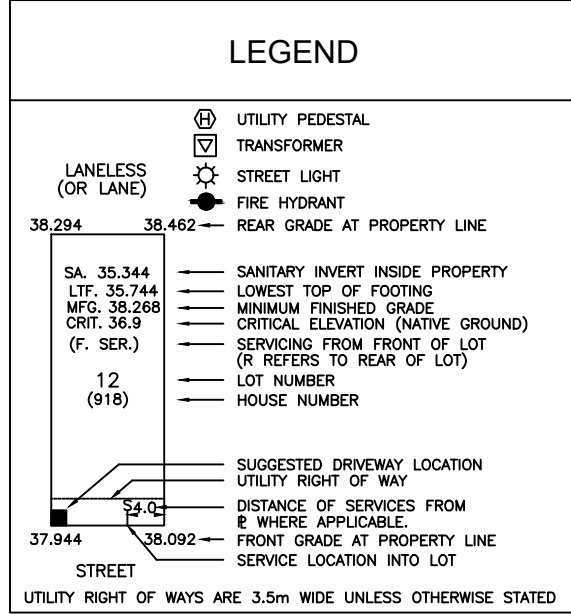 LEGEND
H UTILITY PEDESTAL
TRANSFORMER
LANELESS
(OR LANE)
STREET LIGHT
FIRE HYDRANT
38.294 38.462 REAR GRADE AT PROPERTY LINE
SA. 35.344 SANITARY INVERT INSIDE PROPERTY
LTF. 35.744 LOWEST TOP OF FOOTING
MFG. 38.268 MINIMUM FINISHED GRADE
CRIT. 36.9 CRITICAL ELEVATION (NATIVE GROUND)
(F. SER.) SERVICING FROM FRONT OF LOT
(R REFERS TO REAR OF LOT)
12 LOT NUMBER
(918) HOUSE NUMBER
SUGGESTED DRIVEWAY LOCATION
UTILITY RIGHT OF WAY
S4.0 DISTANCE OF SERVICES FROM
℄ WHERE APPLICABLE.
37.944 38.092 FRONT GRADE AT PROPERTY LINE
SERVICE LOCATION INTO LOT
STREET
UTILITY RIGHT OF WAYS ARE 3.5m WIDE UNLESS OTHERWISE STATED